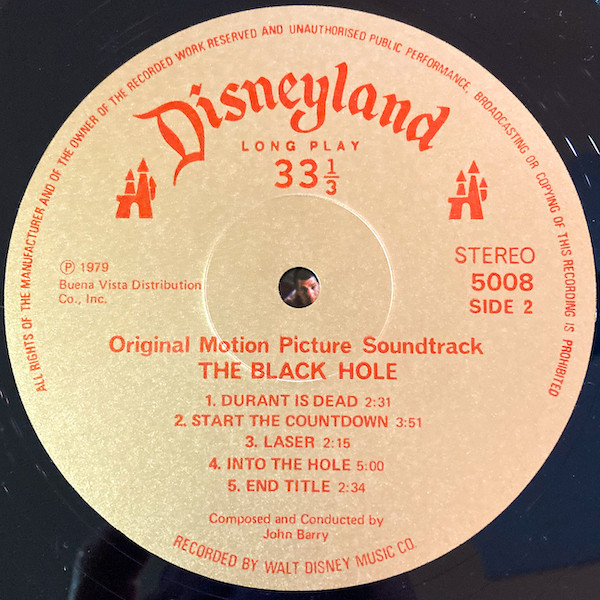 ALL RIGHTS OF THE MANUFACTURER AND OF THE OWNER OF THE RECORDED WORK RESERVED AND UNAUTHORISED PUBLIC PERFORMANCE, BROADCASTING OR COPYING OF THIS RECORDING IS PROHIBITED
Disneyland
LONG PLAY
33 1/3
℗ 1979
Buena Vista Distribution
Co., Inc.
STEREO
5008
SIDE 2
Original Motion Picture Soundtrack
THE BLACK HOLE
1. DURANT IS DEAD 2:31
2. START THE COUNTDOWN 3:51
3. LASER 2:15
4. INTO THE HOLE 5:00
5. END TITLE 2:34
Composed and Conducted by
John Barry
RECORDED BY WALT DISNEY MUSIC CO.